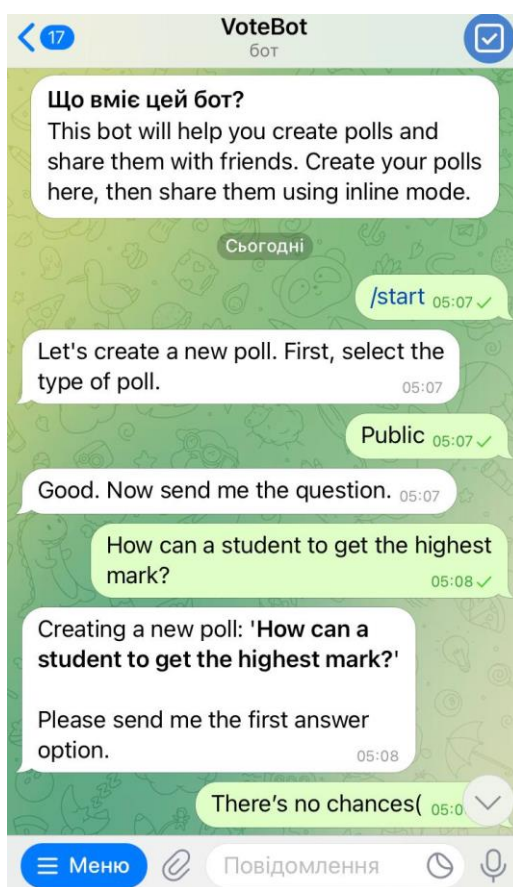 17
VoteBot
бот
Що вміє цей бот?
This bot will help you create polls and
share them with friends. Create your polls
here, then share them using inline mode.
Сьогодні
/start 05:07
Let's create a new poll. First, select the
type of poll. 05:07
Public 05:07
Good. Now send me the question. 05:07
How can a student to get the highest
mark? 05:08
Creating a new poll: 'How can a
student to get the highest mark?'
Please send me the first answer
option. 05:08
There's no chances(
Меню Повідомлення